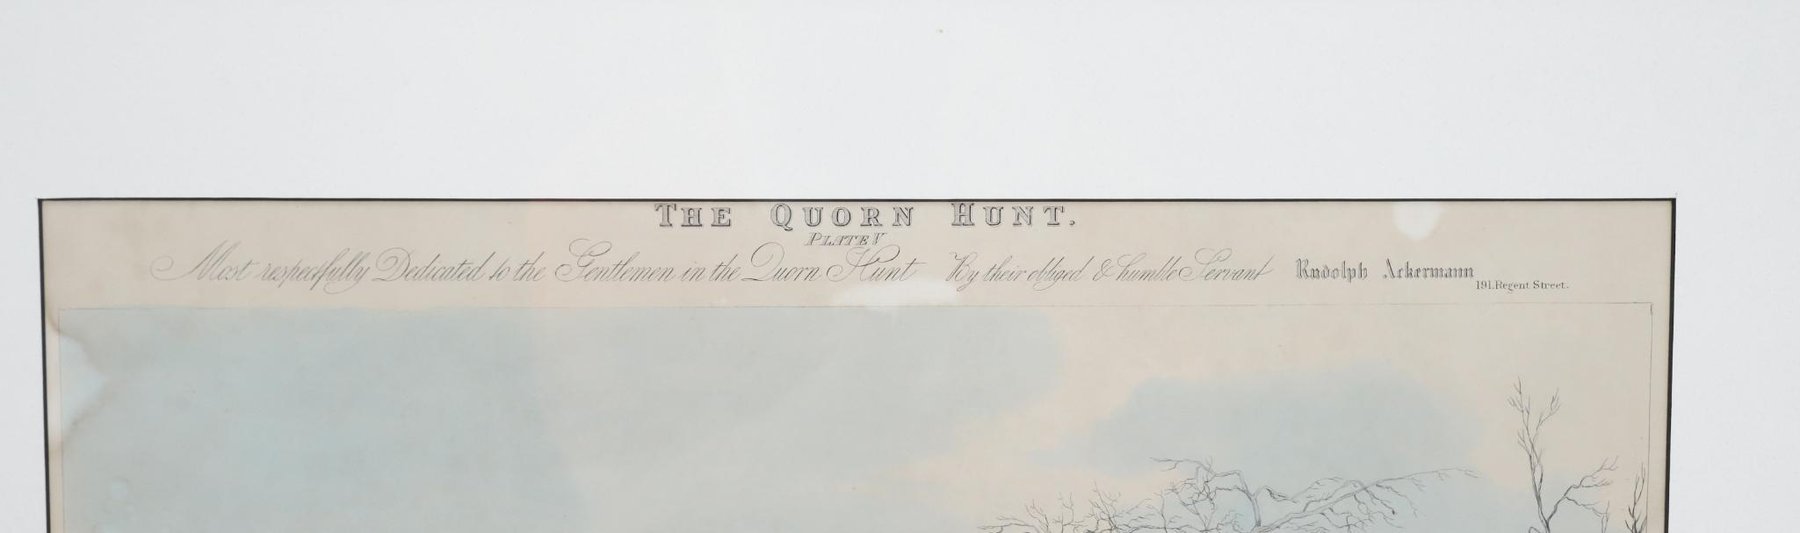 THE QUORN HUNT.
PLATE V
Most respectfully Dedicated to the Gentlemen in the Quorn Hunt By their obliged & humble Servant Rudolph Ackermann
191.Regent Street.